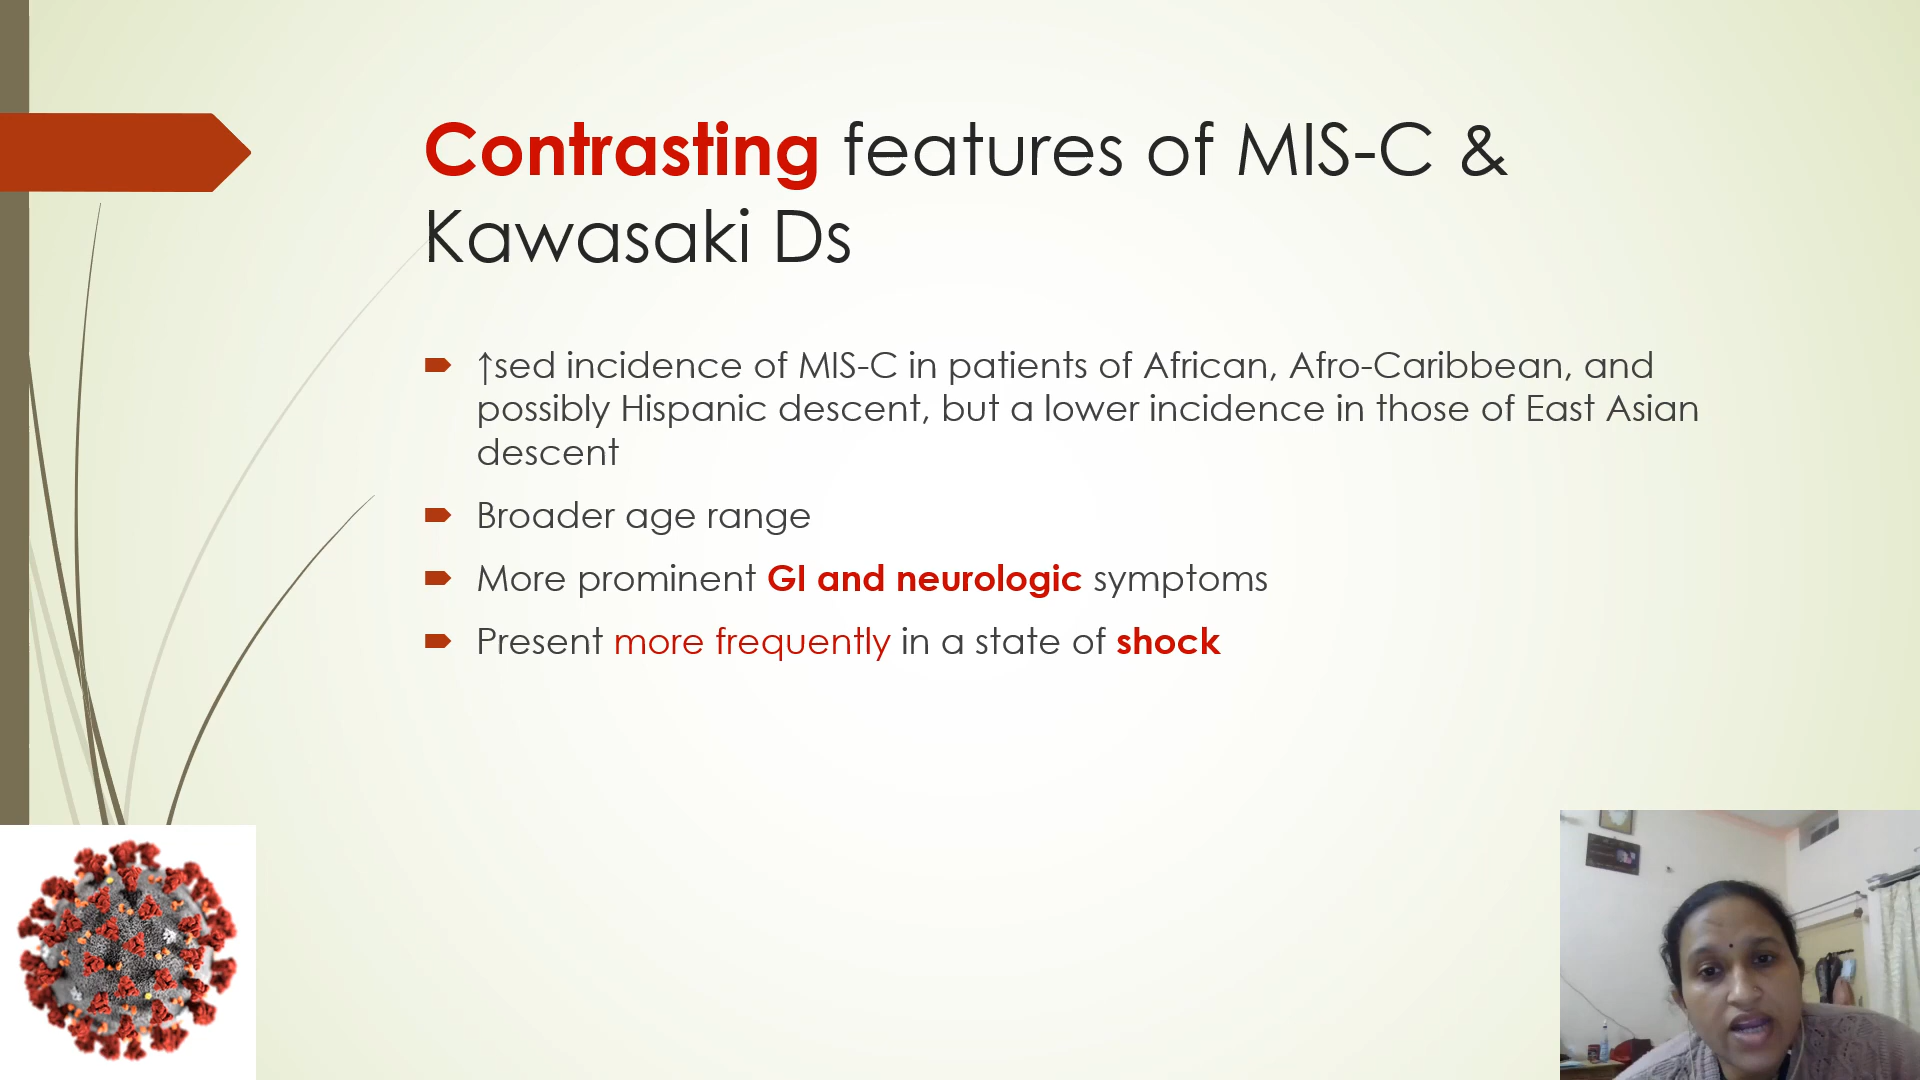 Contrasting features of MIS-C &
Kawasaki Ds
↑sed incidence of MIS-C in patients of African, Afro-Caribbean, and
possibly Hispanic descent, but a lower incidence in those of East Asian
descent
Broader age range
More prominent GI and neurologic symptoms
Present more frequently in a state of shock